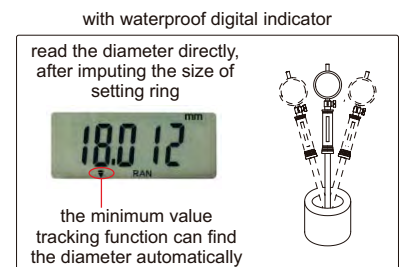 with waterproof digital indicator
read the diameter directly,
after imputing the size of
setting ring
mm
18.012
RAN
the minimum value
tracking function can find
the diameter automatically